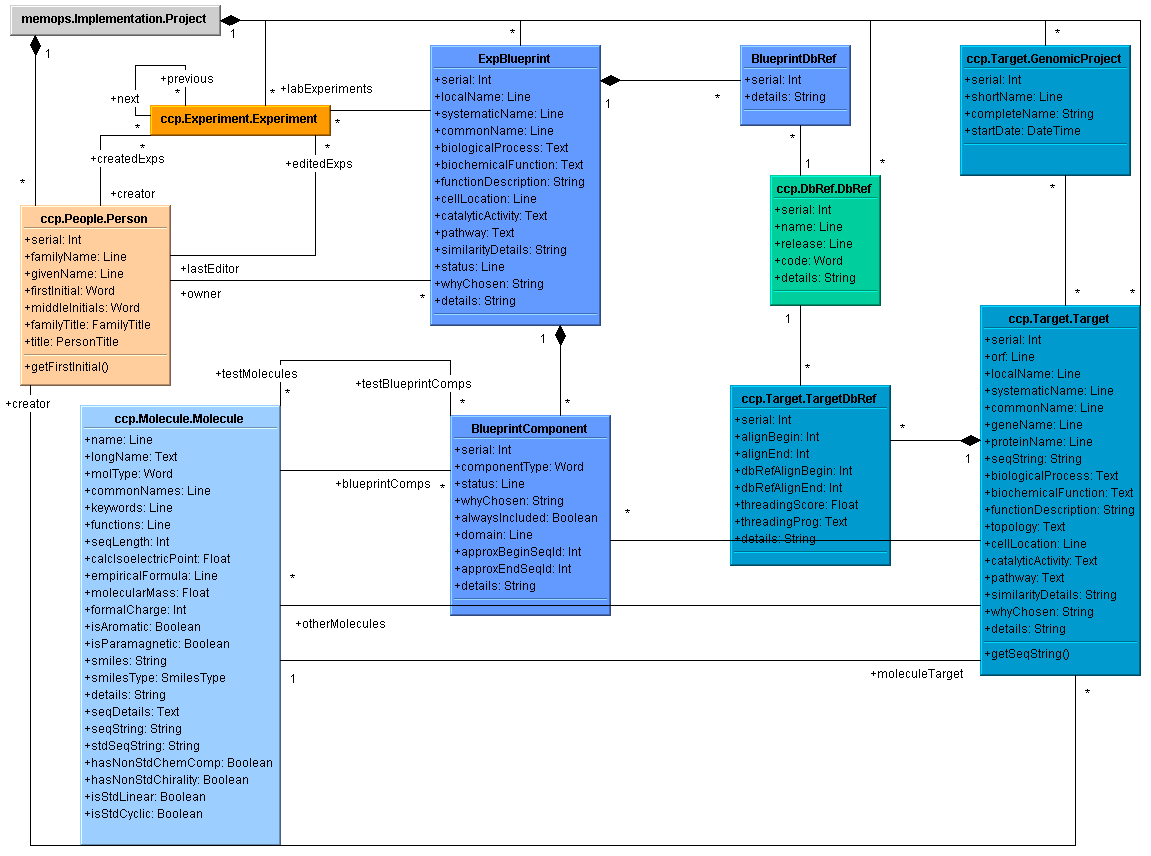 memops.Implementation.Project
1
1
*
*
*
*
*
+previous
*
+next
*
*
+labExperiments
ccp.Experiment.Experiment
*
*
*
+createdExps
+editedExps
+creator
+lastEditor
+owner
*
ccp.People.Person
+serial: Int
+familyName: Line
+givenName: Line
+firstInitial: Word
+middleInitials: Word
+familyTitle: FamilyTitle
+title: PersonTitle
+getFirstInitial()
+creator
ExpBlueprint
+serial: Int
+localName: Line
+systematicName: Line
+commonName: Line
+biologicalProcess: Text
+biochemicalFunction: Text
+functionDescription: String
+cellLocation: Line
+catalyticActivity: Text
+pathway: Text
+similarityDetails: String
+status: Line
+whyChosen: String
+details: String
1
*
BlueprintDbRef
+serial: Int
+details: String
*
1
ccp.DbRef.DbRef
+serial: Int
+name: Line
+release: Line
+code: Word
+details: String
1
*
ccp.Target.GenomicProject
+serial: Int
+shortName: Line
+completeName: String
+startDate: DateTime
*
*
ccp.Target.Target
+serial: Int
+orf: Line
+localName: Line
+systematicName: Line
+commonName: Line
+geneName: Line
+proteinName: Line
+seqString: String
+biologicalProcess: Text
+biochemicalFunction: Text
+functionDescription: String
+topology: Text
+cellLocation: Line
+catalyticActivity: Text
+pathway: Text
+similarityDetails: String
+whyChosen: String
+details: String
+getSeqString()
*
ccp.Target.TargetDbRef
+serial: Int
+alignBegin: Int
+alignEnd: Int
+dbRefAlignBegin: Int
+dbRefAlignEnd: Int
+threadingScore: Float
+threadingProg: Text
+details: String
*
1
1
*
+testMolecules
*
+testBlueprintComps
*
BlueprintComponent
+serial: Int
+componentType: Word
+status: Line
+whyChosen: String
+alwaysIncluded: Boolean
+domain: Line
+approxBeginSeqId: Int
+approxEndSeqId: Int
+details: String
*
+blueprintComps
*
ccp.Molecule.Molecule
+name: Line
+longName: Text
+molType: Word
+commonNames: Line
+keywords: Line
+functions: Line
+seqLength: Int
+calcIsoelectricPoint: Float
+empiricalFormula: Line
+molecularMass: Float
+formalCharge: Int
+isAromatic: Boolean
+isParamagnetic: Boolean
+smiles: String
+smilesType: SmilesType
+details: String
+seqDetails: Text
+seqString: String
+stdSeqString: String
+hasNonStdChemComp: Boolean
+hasNonStdChirality: Boolean
+isStdLinear: Boolean
+isStdCyclic: Boolean
*
+otherMolecules
1
+moleculeTarget